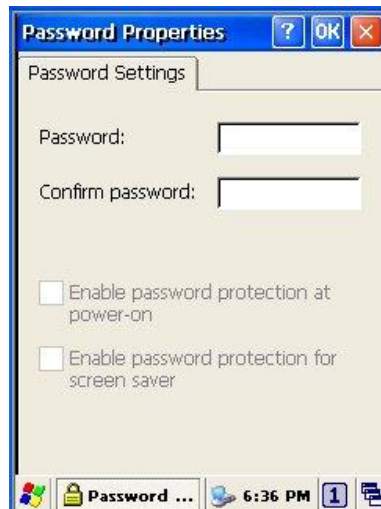 Password Properties ? OK ×
Password Settings
Password:
Confirm password:
Enable password protection at
power-on
Enable password protection for
screen saver
Password ... 6:36 PM 1